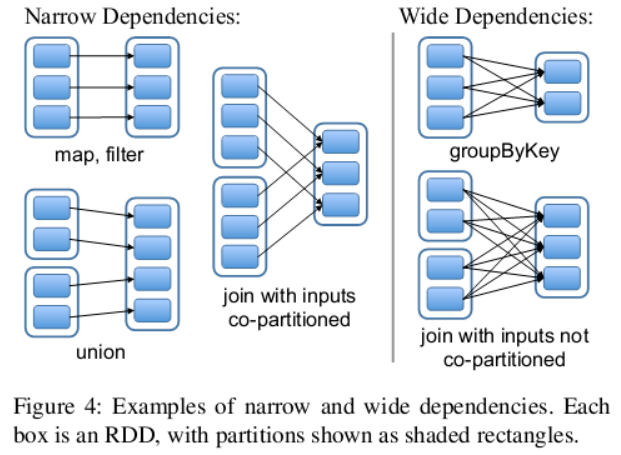 Narrow Dependencies:
Wide Dependencies:
map, filter
groupByKey
union
join with inputs
co-partitioned
join with inputs not
co-partitioned
Figure 4: Examples of narrow and wide dependencies. Each
box is an RDD, with partitions shown as shaded rectangles.